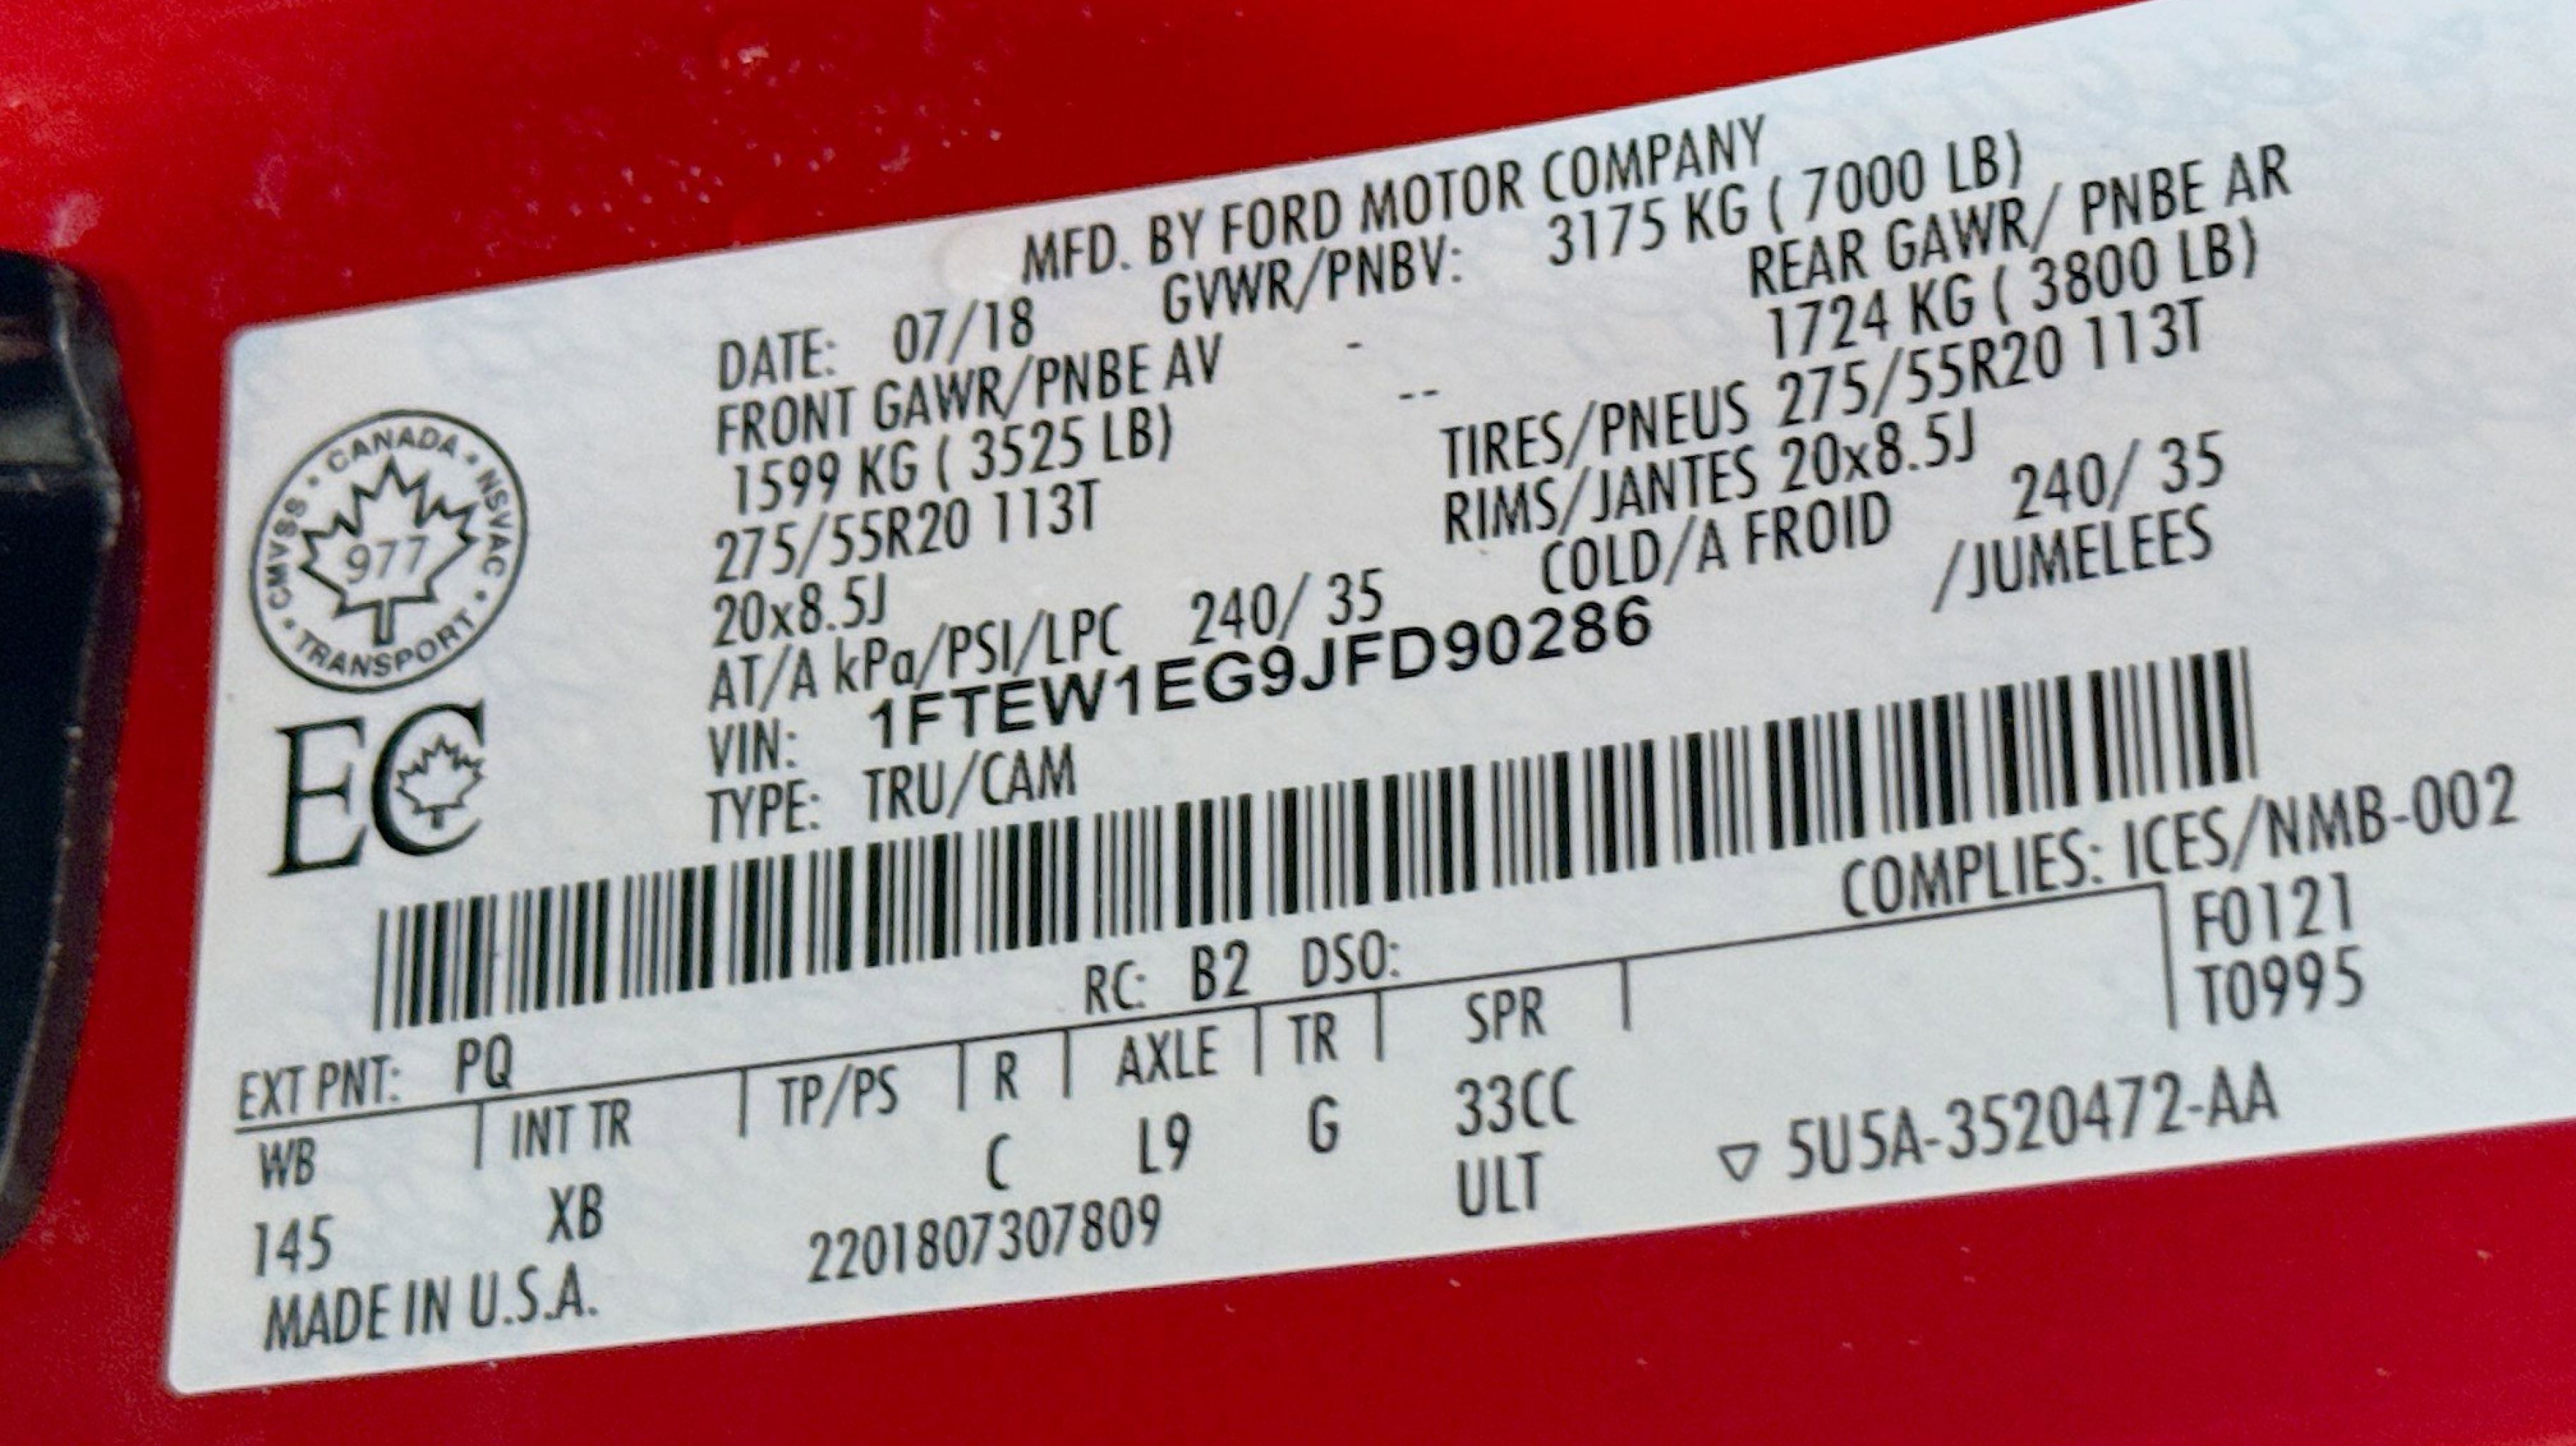 MFD. BY FORD MOTOR COMPANY
DATE: 07/18 GVWR/PNBV: 3175 KG ( 7000 LB)
FRONT GAWR/PNBE AV - REAR GAWR/ PNBE AR
1599 KG ( 3525 LB) -- 1724 KG ( 3800 LB)
275/55R20 113T TIRES/PNEUS 275/55R20 113T
20x8.5J RIMS/JANTES 20x8.5J
AT/A kPa/PSI/LPC 240/ 35 COLD/A FROID 240/ 35
VIN: 1FTEW1EG9JFD90286 /JUMELEES
TYPE: TRU/CAM
CMVSS • CANADA • NSVAC • TRANSPORT •
977
EC
COMPLIES: ICES/NMB-002
EXT PNT: PQ RC: B2 DSO: F0121
WB INT TR TP/PS R AXLE TR SPR T0995
145 XB C L9 G 33CC
MADE IN U.S.A. 2201807307809 ULT ▽ 5U5A-3520472-AA